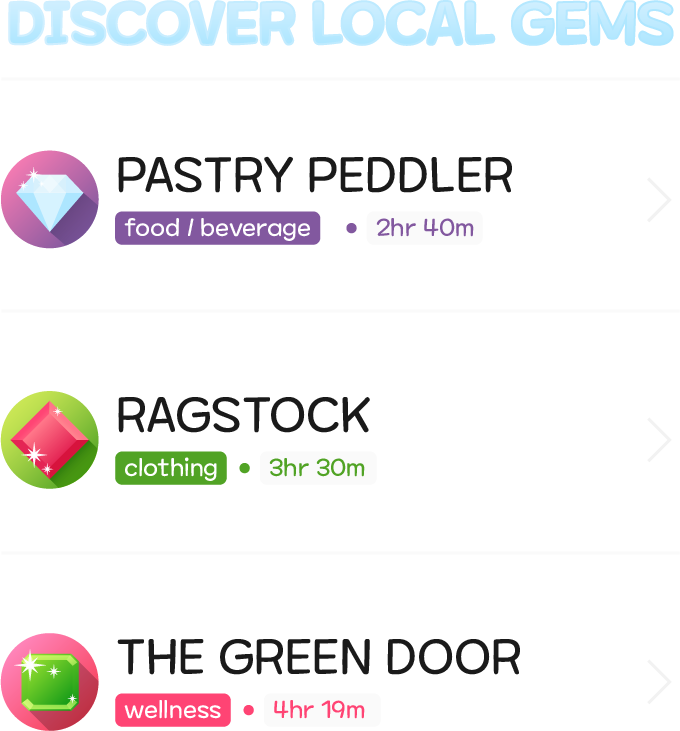 DISCOVER LOCAL GEMS
PASTRY PEDDLER
food / beverage • 2hr 40m
RAGSTOCK
clothing • 3hr 30m
THE GREEN DOOR
wellness • 4hr 19m